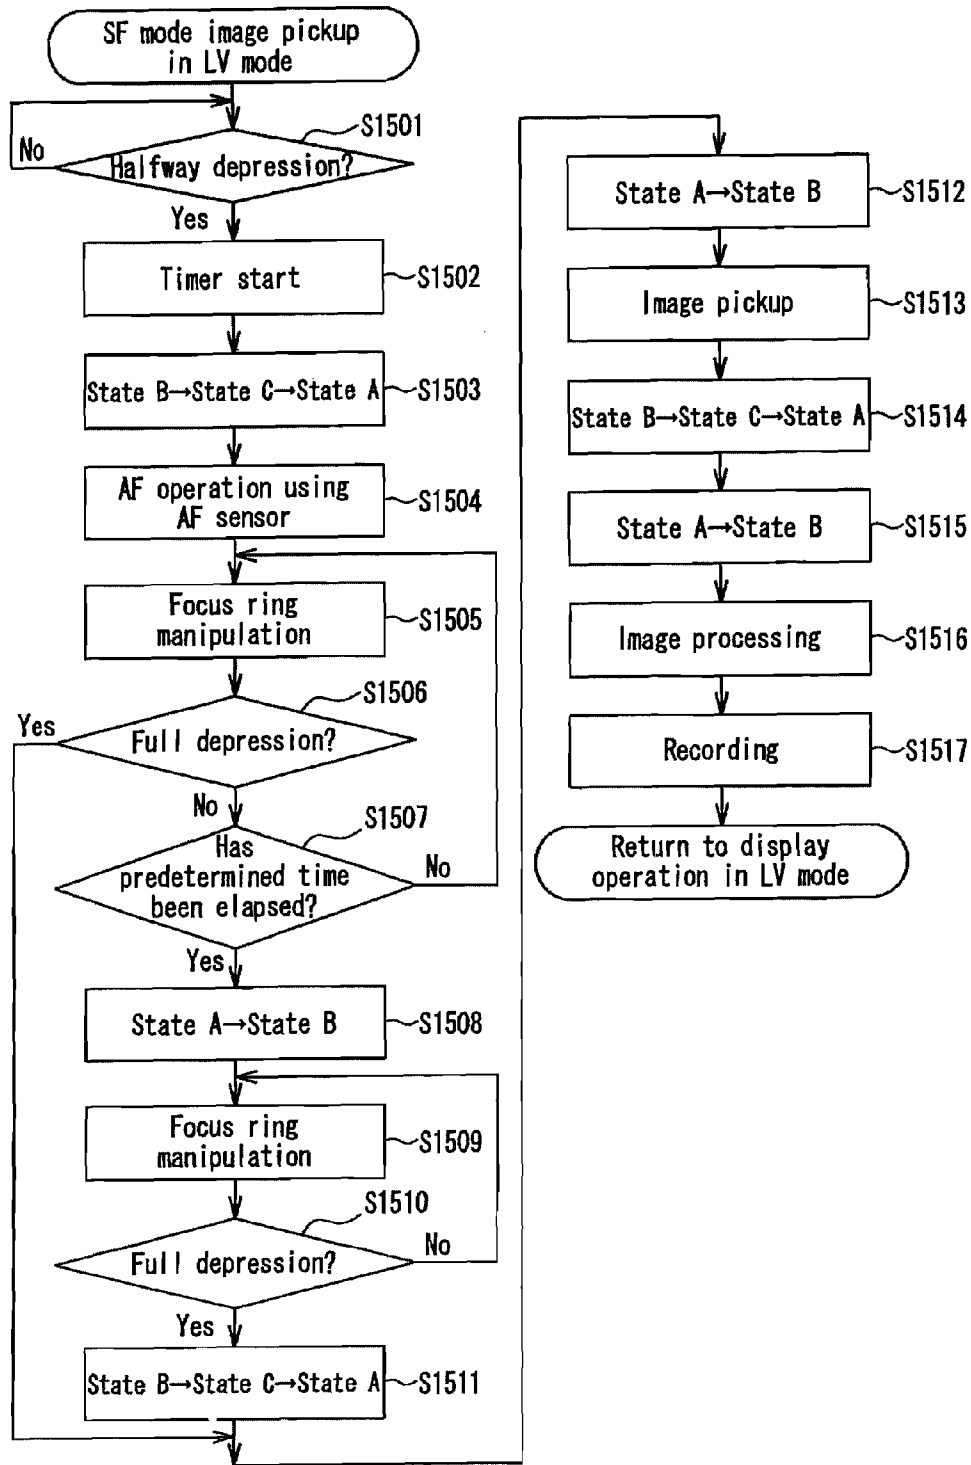 SF mode image pickup
in LV mode
S1501
No
Halfway depression?
Yes
Timer start
S1502
State B→State C→State A
S1503
AF operation using
AF sensor
S1504
Focus ring
manipulation
S1505
S1506
Yes
Full depression?
No
S1507
Has
predetermined time
been elapsed?
No
Yes
State A→State B
S1508
Focus ring
manipulation
S1509
S1510
Full depression?
No
Yes
State B→State C→State A
S1511
State A→State B
S1512
Image pickup
S1513
State B→State C→State A
S1514
State A→State B
S1515
Image processing
S1516
Recording
S1517
Return to display
operation in LV mode